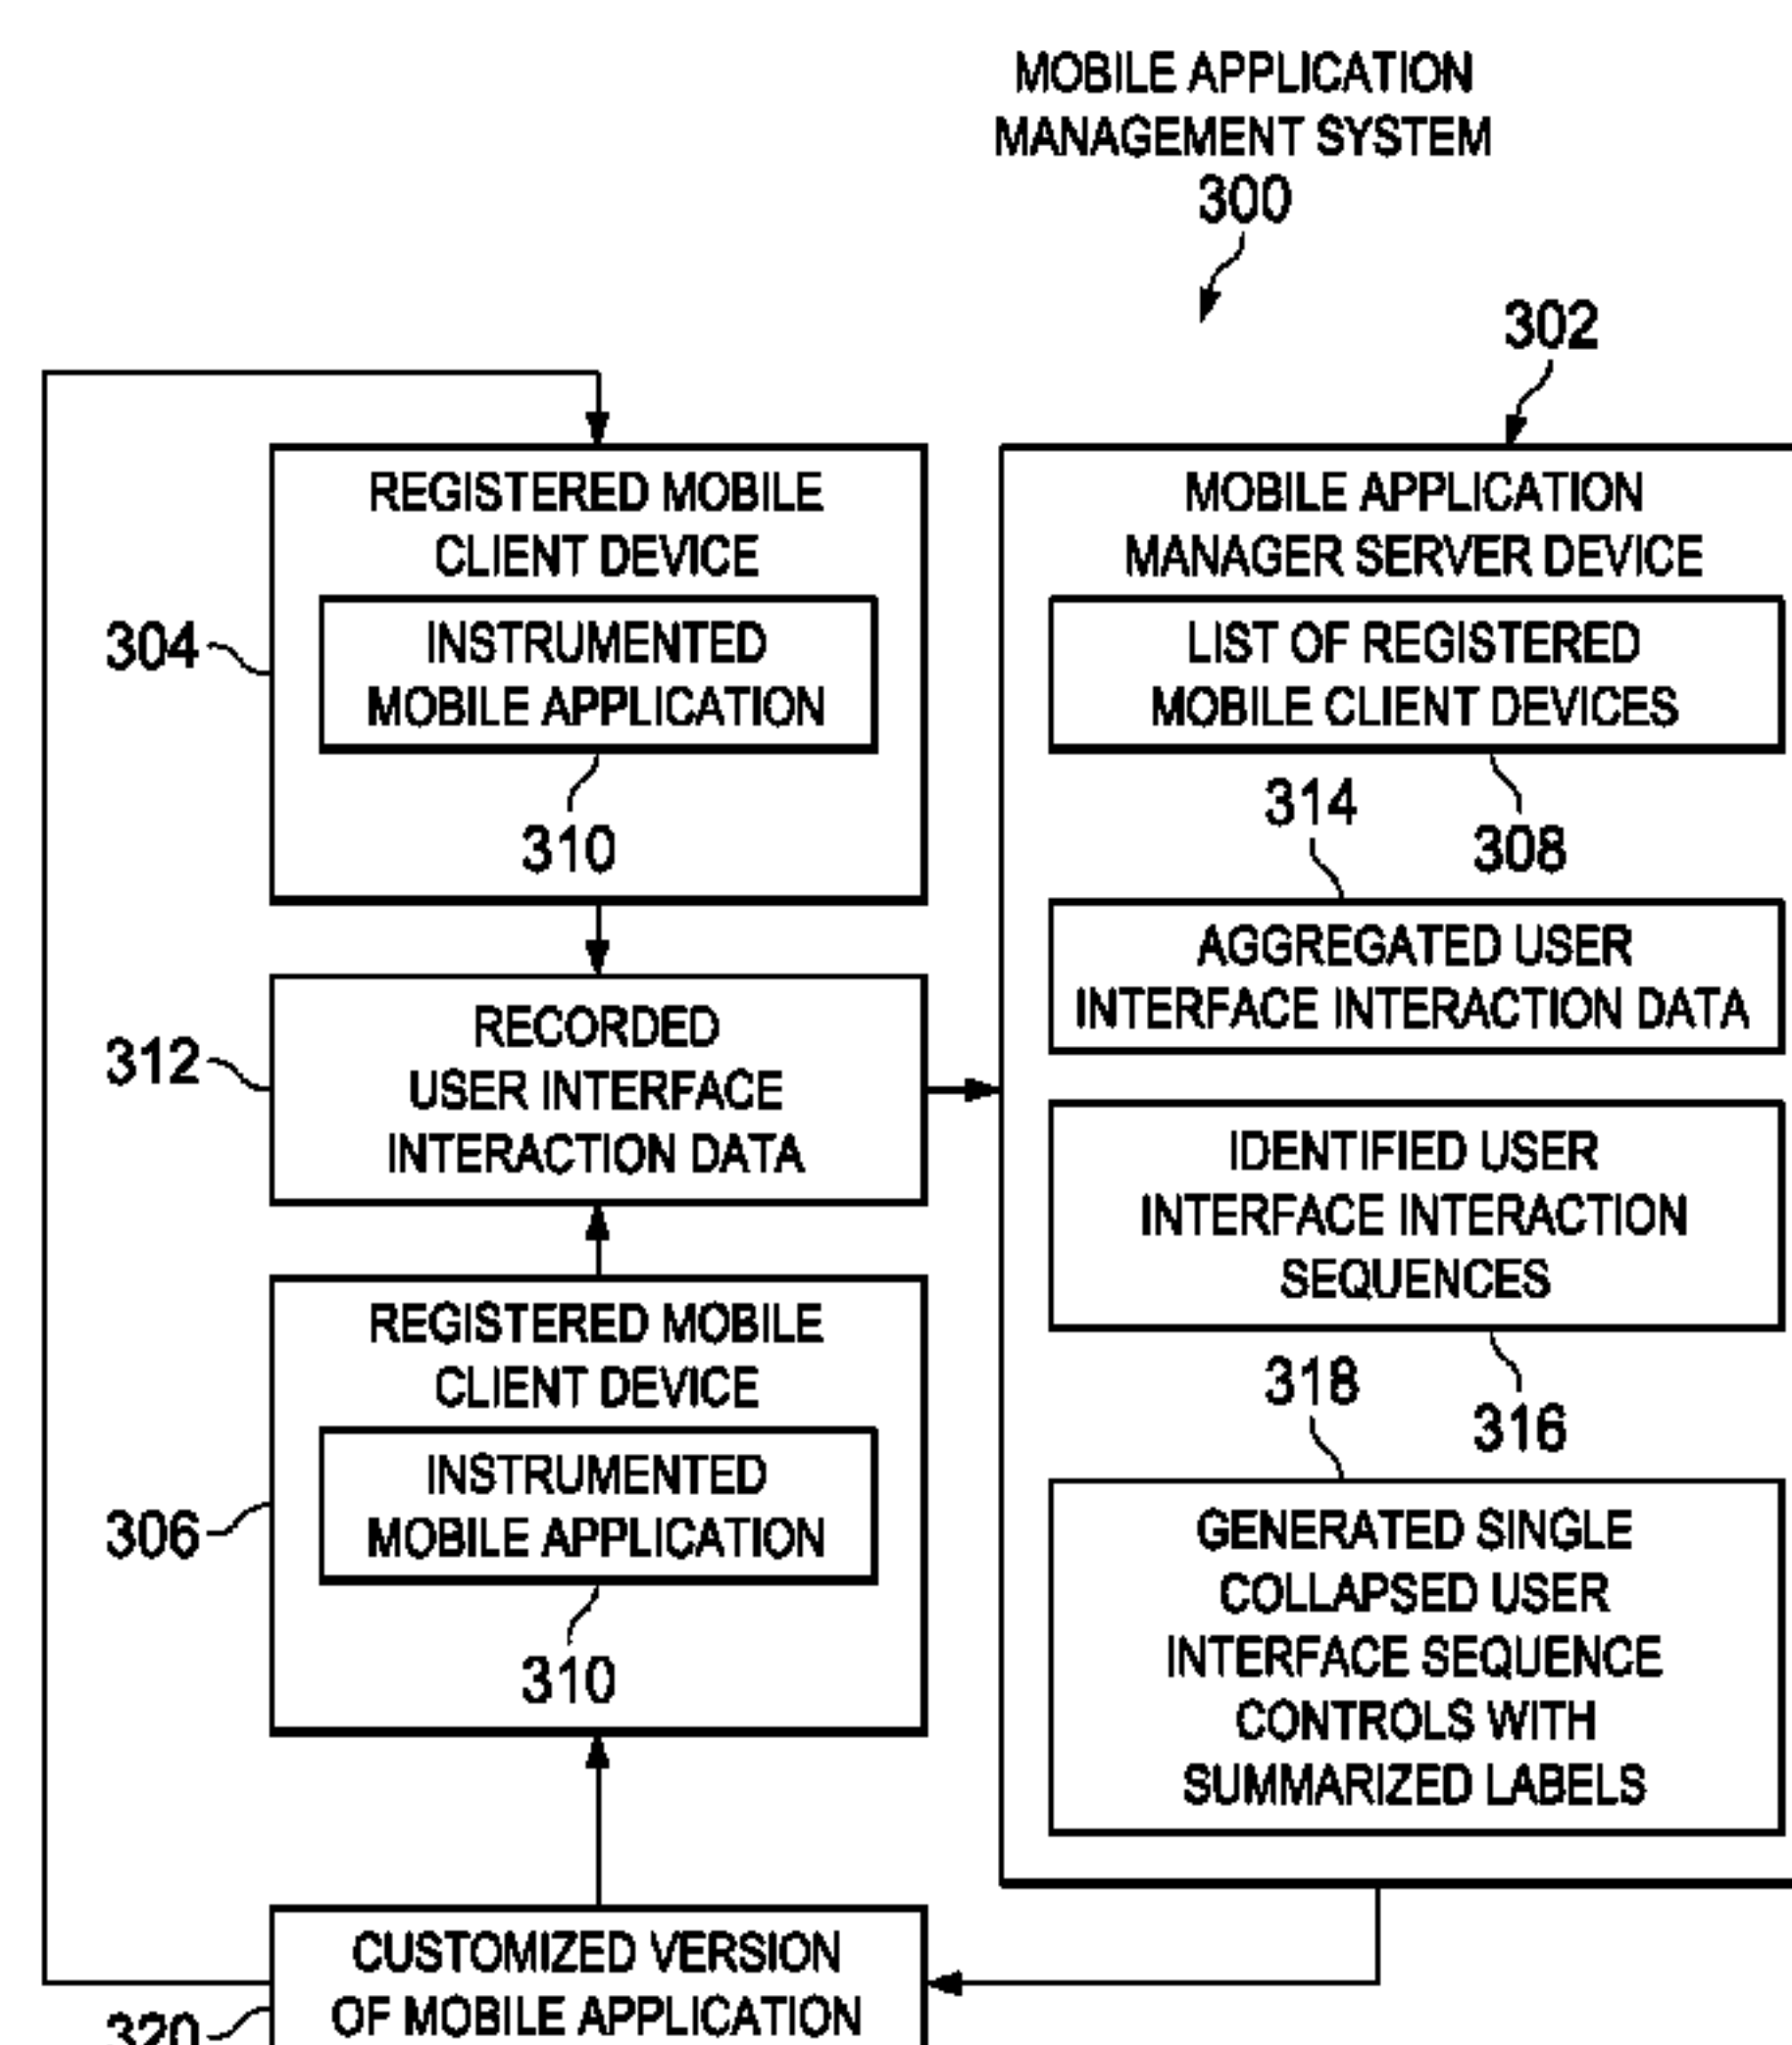 MOBILE APPLICATION
MANAGEMENT SYSTEM
300
302
REGISTERED MOBILE
CLIENT DEVICE
304
INSTRUMENTED
MOBILE APPLICATION
310
312
RECORDED
USER INTERFACE
INTERACTION DATA
REGISTERED MOBILE
CLIENT DEVICE
306
INSTRUMENTED
MOBILE APPLICATION
310
MOBILE APPLICATION
MANAGER SERVER DEVICE
LIST OF REGISTERED
MOBILE CLIENT DEVICES
308
314
AGGREGATED USER
INTERFACE INTERACTION DATA
IDENTIFIED USER
INTERFACE INTERACTION
SEQUENCES
316
318
GENERATED SINGLE
COLLAPSED USER
INTERFACE SEQUENCE
CONTROLS WITH
SUMMARIZED LABELS
CUSTOMIZED VERSION
OF MOBILE APPLICATION
320